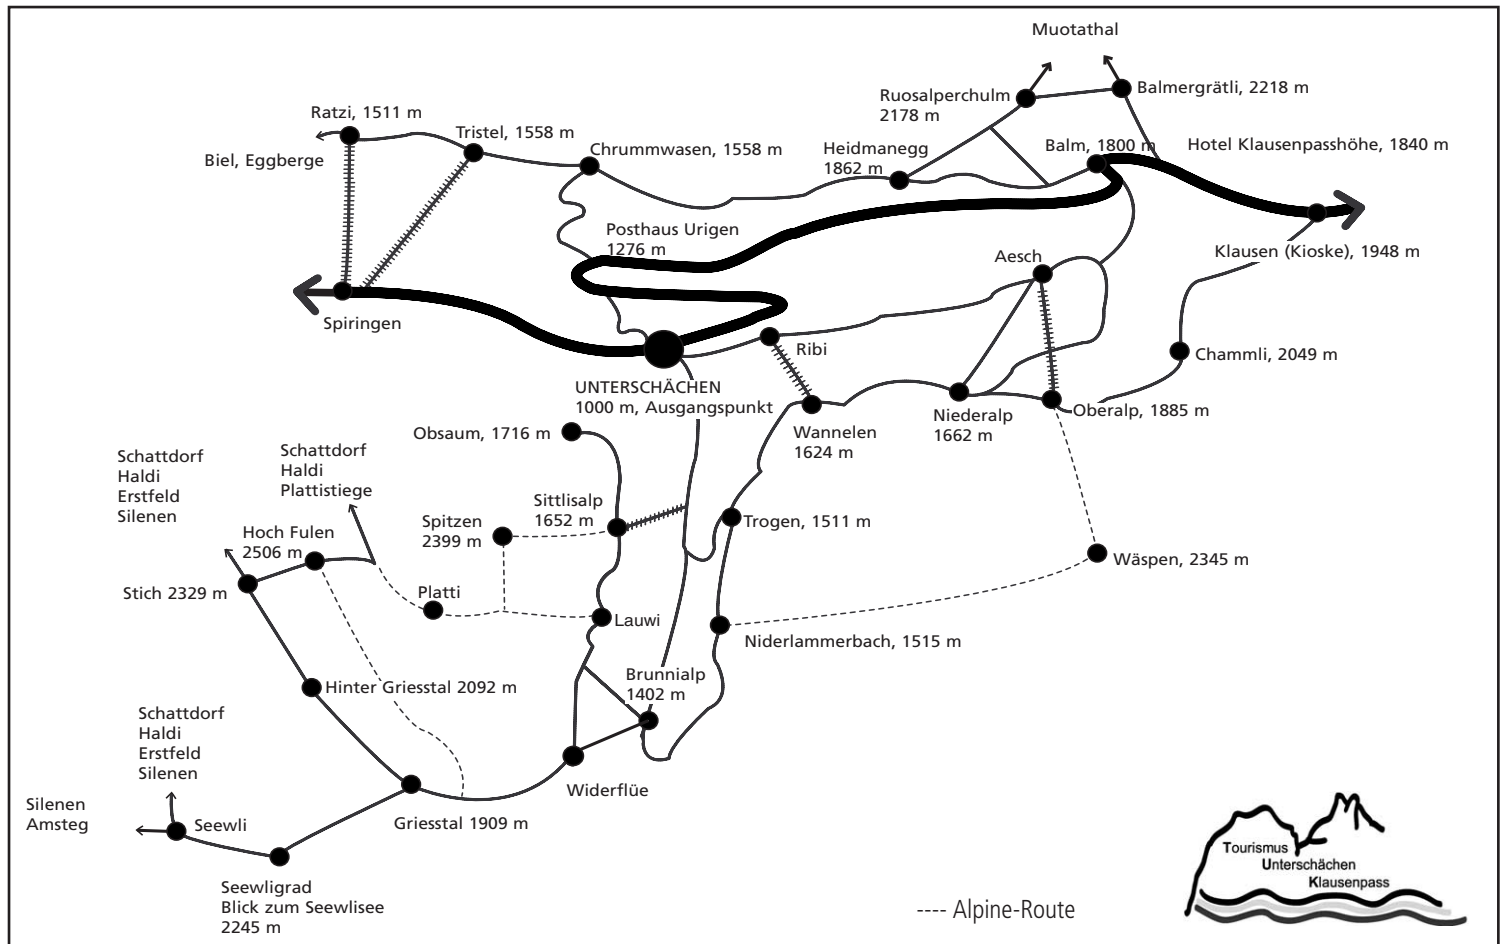 Muotathal
Ruosalperchulm
2178 m
Balmergrätli, 2218 m
Ratzi, 1511 m
Tristel, 1558 m
Biel, Eggberge
Chrummwasen, 1558 m
Heidmanegg
1862 m
Balm, 1800 m
Hotel Klausenpasshöhe, 1840 m
Posthaus Urigen
1276 m
Aesch
Klausen (Kioske), 1948 m
Spiringen
Ribi
Chammli, 2049 m
UNTERSCHÄCHEN
1000 m, Ausgangspunkt
Obsaum, 1716 m
Wannelen
1624 m
Niederalp
1662 m
Oberalp, 1885 m
Schattdorf
Haldi
Erstfeld
Silenen
Schattdorf
Haldi
Plattistiege
Sittlisalp
1652 m
Spitzen
2399 m
Trogen, 1511 m
Hoch Fulen
2506 m
Wäspen, 2345 m
Stich 2329 m
Platti
Lauwi
Niderlammerbach, 1515 m
Brunnialp
1402 m
Hinter Griesstal 2092 m
Schattdorf
Haldi
Erstfeld
Silenen
Widerflüe
Silenen
Amsteg
Seewli
Griesstal 1909 m
Seewligrad
Blick zum Seewlisee
2245 m
---- Alpine-Route
Tourismus
Unterschächen
Klausenpass